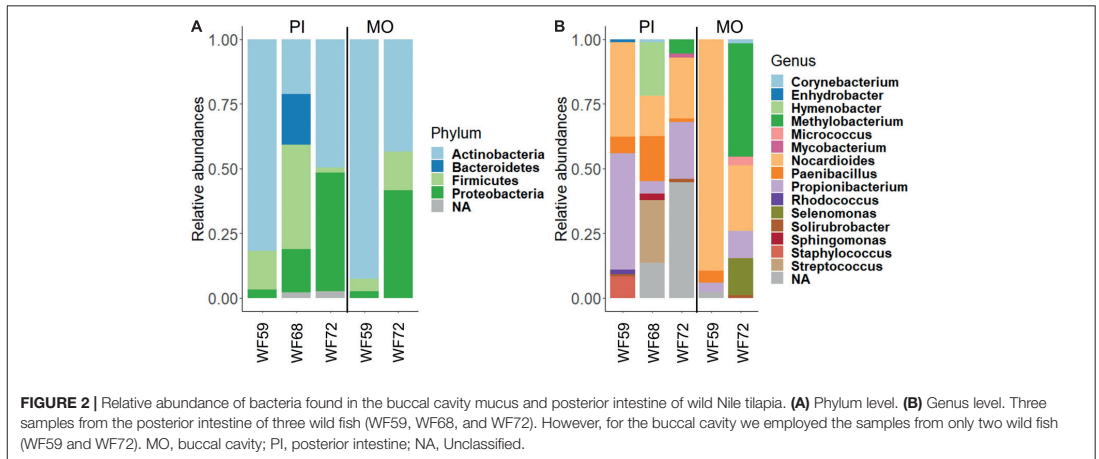 A
B
PI
MO
PI
MO
1.00
0.75
0.50
0.25
0.00
Relative abundances
WF59
WF68
WF72
WF59
WF72
Phylum
Actinobacteria
Bacteroidetes
Firmicutes
Proteobacteria
NA
1.00
0.75
0.50
0.25
0.00
Relative abundances
WF59
WF68
WF72
WF59
WF72
Genus
Corynebacterium
Enhydrobacter
Hymenobacter
Methylobacterium
Micrococcus
Mycobacterium
Nocardioides
Paenibacillus
Propionibacterium
Rhodococcus
Selenomonas
Solirubrobacter
Sphingomonas
Staphylococcus
Streptococcus
NA
FIGURE 2 | Relative abundance of bacteria found in the buccal cavity mucus and posterior intestine of wild Nile tilapia. (A) Phylum level. (B) Genus level. Three
samples from the posterior intestine of three wild fish (WF59, WF68, and WF72). However, for the buccal cavity we employed the samples from only two wild fish
(WF59 and WF72). MO, buccal cavity; PI, posterior intestine; NA, Unclassified.